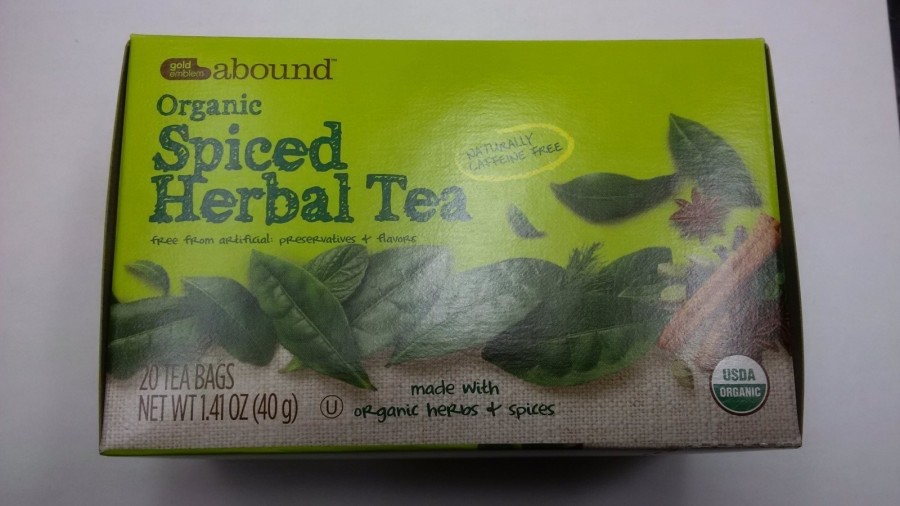 gold
emblem
abound™
Organic
Spiced
Herbal Tea
NATURALLY
CAFFEINE FREE
free from artificial: preservatives + flavors
20 TEA BAGS
NET WT 1.41 OZ (40 g)
U
made with
organic herbs + spices
USDA
ORGANIC